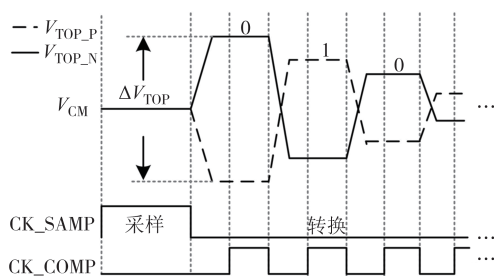 V_TOP_P
V_TOP_N
0
1
0
ΔV_TOP
V_CM
...
CK_SAMP
采样
转换
...
CK_COMP
...